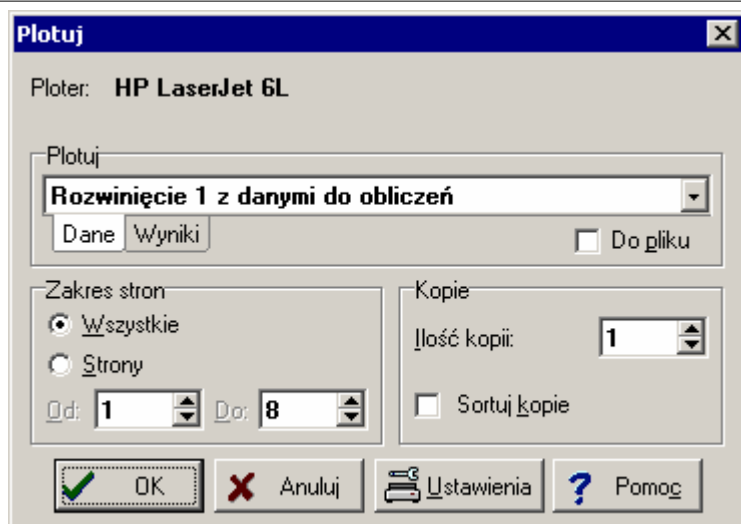 Plotuj
Ploter: HP LaserJet 6L
Plotuj
Rozwinięcie 1 z danymi do obliczeń
Dane Wyniki
Do pliku
Zakres stron
Wszystkie
Strony
Od: 1 Do: 8
Kopie
Ilość kopii: 1
Sortuj kopie
OK Anuluj Ustawienia ? Pomoc